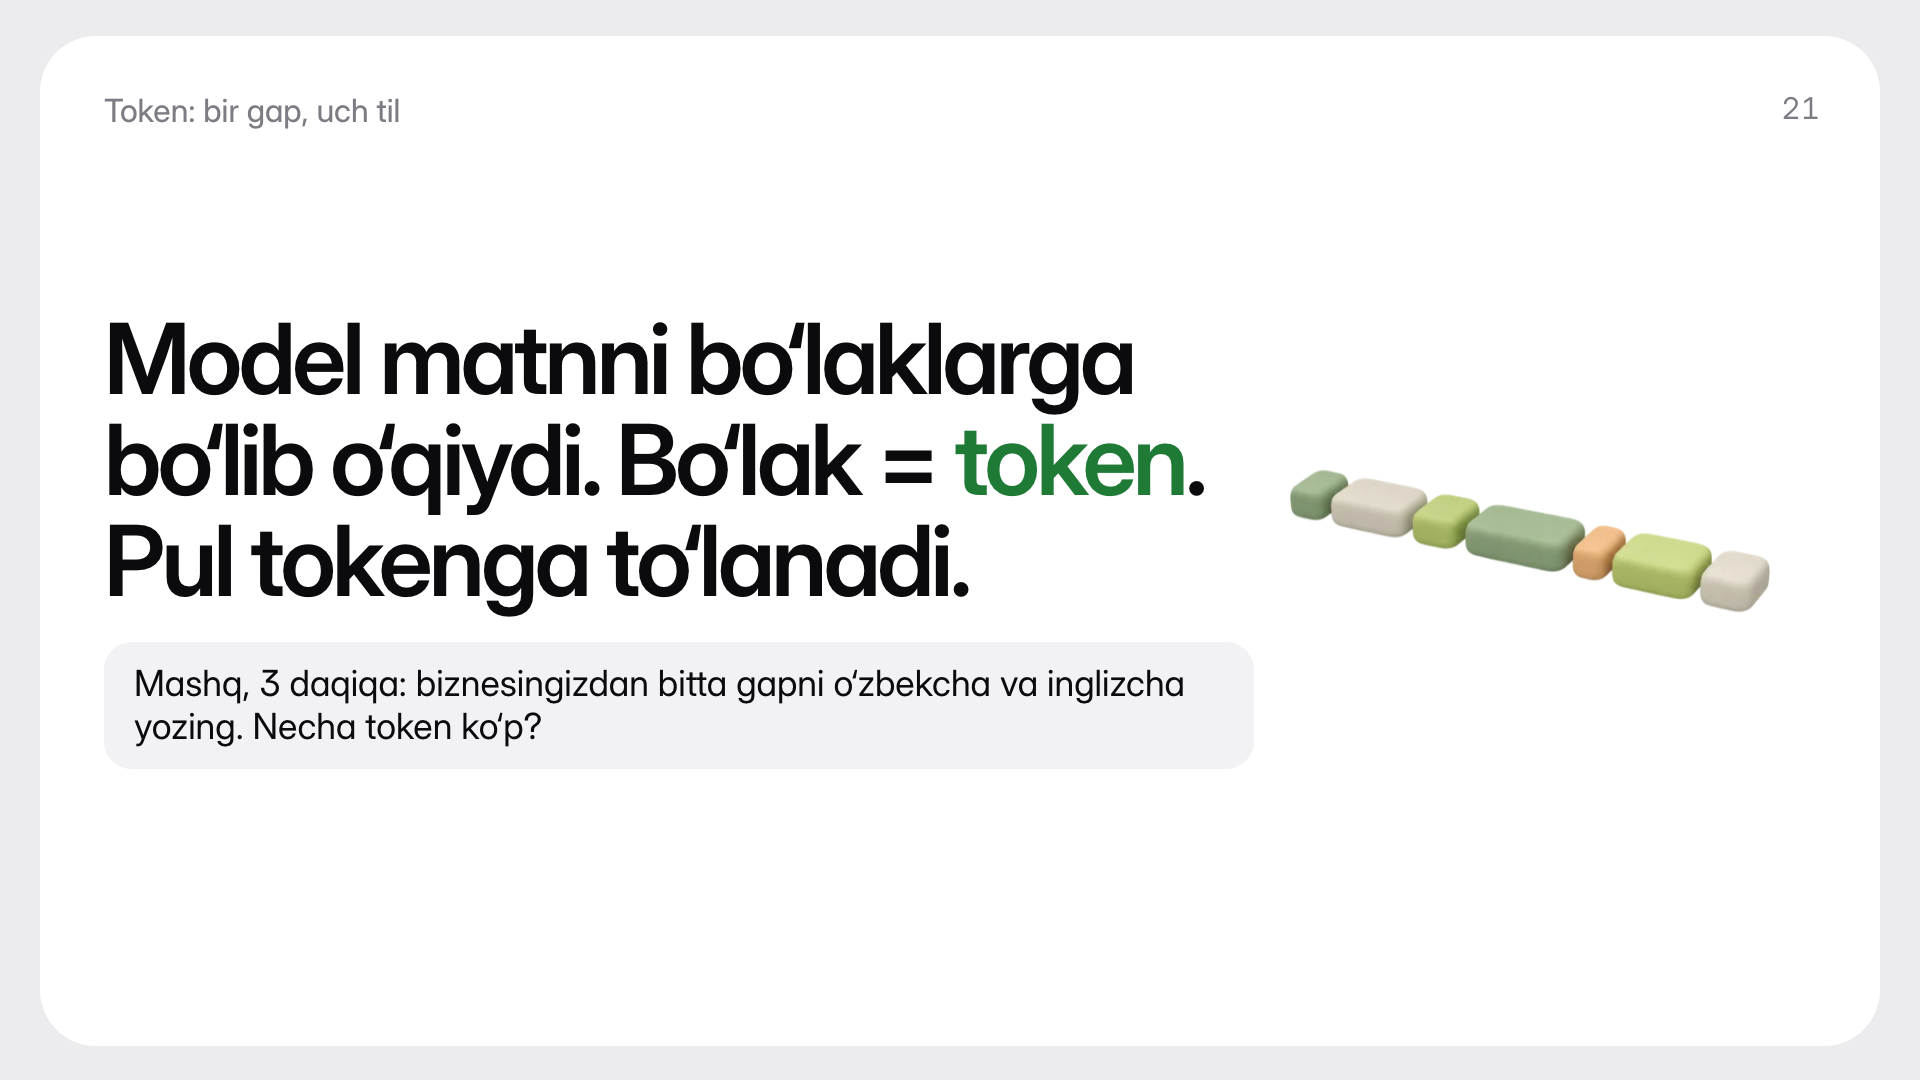 Token: bir gap, uch til
21
Model matnni bo‘laklarga
bo‘lib o‘qiydi. Bo‘lak = token.
Pul tokenga to‘lanadi.
Mashq, 3 daqiqa: biznesingizdan bitta gapni o‘zbekcha va inglizcha
yozing. Necha token ko‘p?